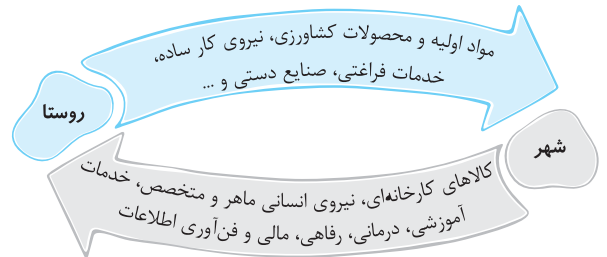 مواد اولیه و محصولات کشاورزی، نیروی کار ساده،
خدمات فراغتی، صنایع دستی و ...
روستا
شهر
کالاهای کارخانه‌ای، نیروی انسانی ماهر و متخصص، خدمات
آموزشی، درمانی، رفاهی، مالی و فن‌آوری اطلاعات